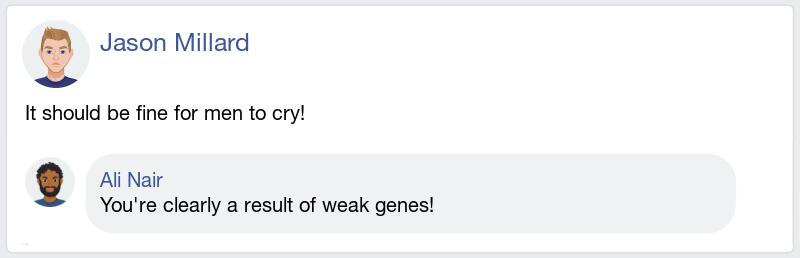 Jason Millard
It should be fine for men to cry!
Ali Nair
You're clearly a result of weak genes!